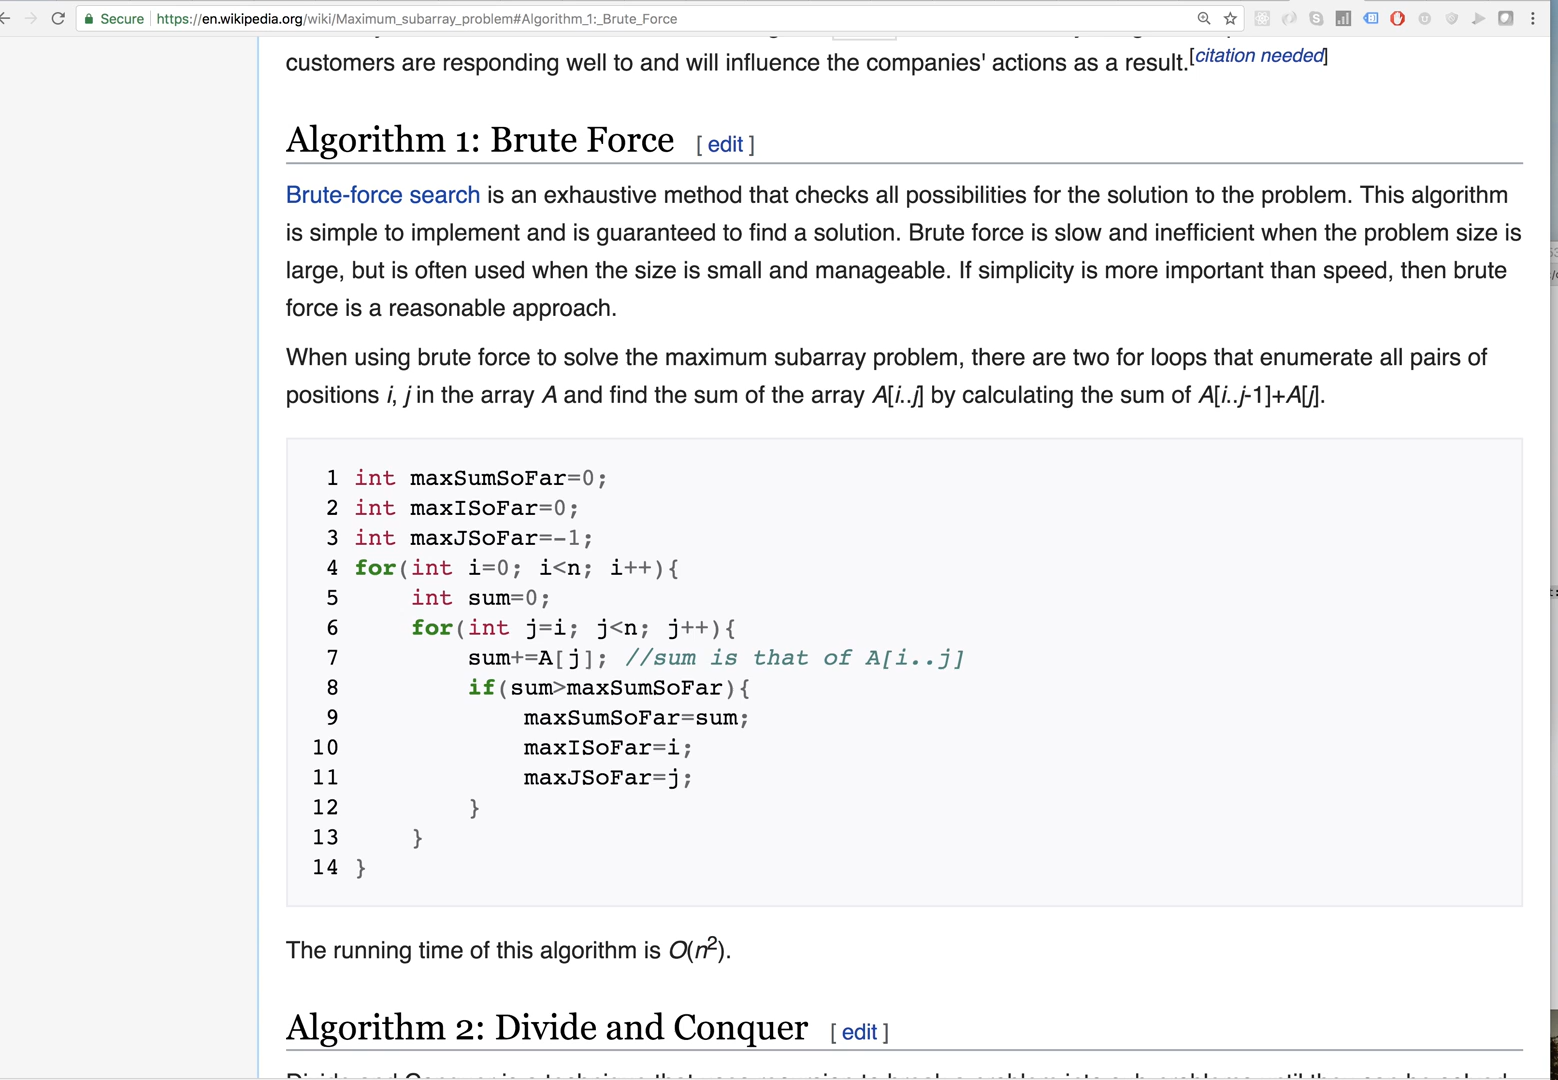 Secure https://en.wikipedia.org/wiki/Maximum_subarray_problem#Algorithm_1:_Brute_Force
customers are responding well to and will influence the companies' actions as a result.[citation needed]
Algorithm 1: Brute Force [ edit ]
Brute-force search is an exhaustive method that checks all possibilities for the solution to the problem. This algorithm
is simple to implement and is guaranteed to find a solution. Brute force is slow and inefficient when the problem size is
large, but is often used when the size is small and manageable. If simplicity is more important than speed, then brute
force is a reasonable approach.
When using brute force to solve the maximum subarray problem, there are two for loops that enumerate all pairs of
positions i, j in the array A and find the sum of the array A[i..j] by calculating the sum of A[i..j-1]+A[j].
1 int maxSumSoFar=0;
2 int maxISoFar=0;
3 int maxJSoFar=-1;
4 for(int i=0; i<n; i++){
5     int sum=0;
6     for(int j=i; j<n; j++){
7         sum+=A[j]; //sum is that of A[i..j]
8         if(sum>maxSumSoFar){
9             maxSumSoFar=sum;
10             maxISoFar=i;
11             maxJSoFar=j;
12         }
13     }
14 }
The running time of this algorithm is O(n²).
Algorithm 2: Divide and Conquer [ edit ]